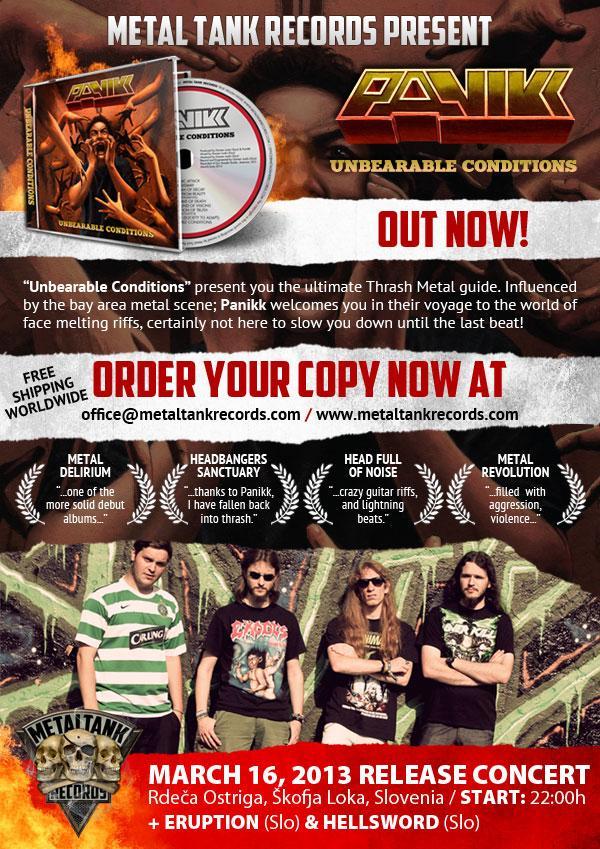 METAL TANK RECORDS PRESENT
PANIKK
UNBEARABLE CONDITIONS
PANIKK
UNBEARABLE CONDITIONS
UNBEARABLE CONDITIONS
CONDITIONS
OUT NOW!
“Unbearable Conditions” present you the ultimate Thrash Metal guide. Influenced
by the bay area metal scene; Panikk welcomes you in their voyage to the world of
face melting riffs, certainly not here to slow you down until the last beat!
FREE
SHIPPING
WORLDWIDE
ORDER YOUR COPY NOW AT
office@metaltankrecords.com / www.metaltankrecords.com
METAL
DELIRIUM
“...one of the
more solid debut
albums...”
HEADBANGERS
SANCTUARY
“...thanks to Panikk,
I have fallen back
into thrash.”
HEAD FULL
OF NOISE
“...crazy guitar riffs,
and lightning
beats.”
METAL
REVOLUTION
“...filled with
aggression,
violence...”
CARLING
EXODUS
METALTANK
RECORDS
MARCH 16, 2013 RELEASE CONCERT
Rdeča Ostriga, Škofja Loka, Slovenia / START: 22:00h
+ ERUPTION (Slo) & HELLSWORD (Slo)